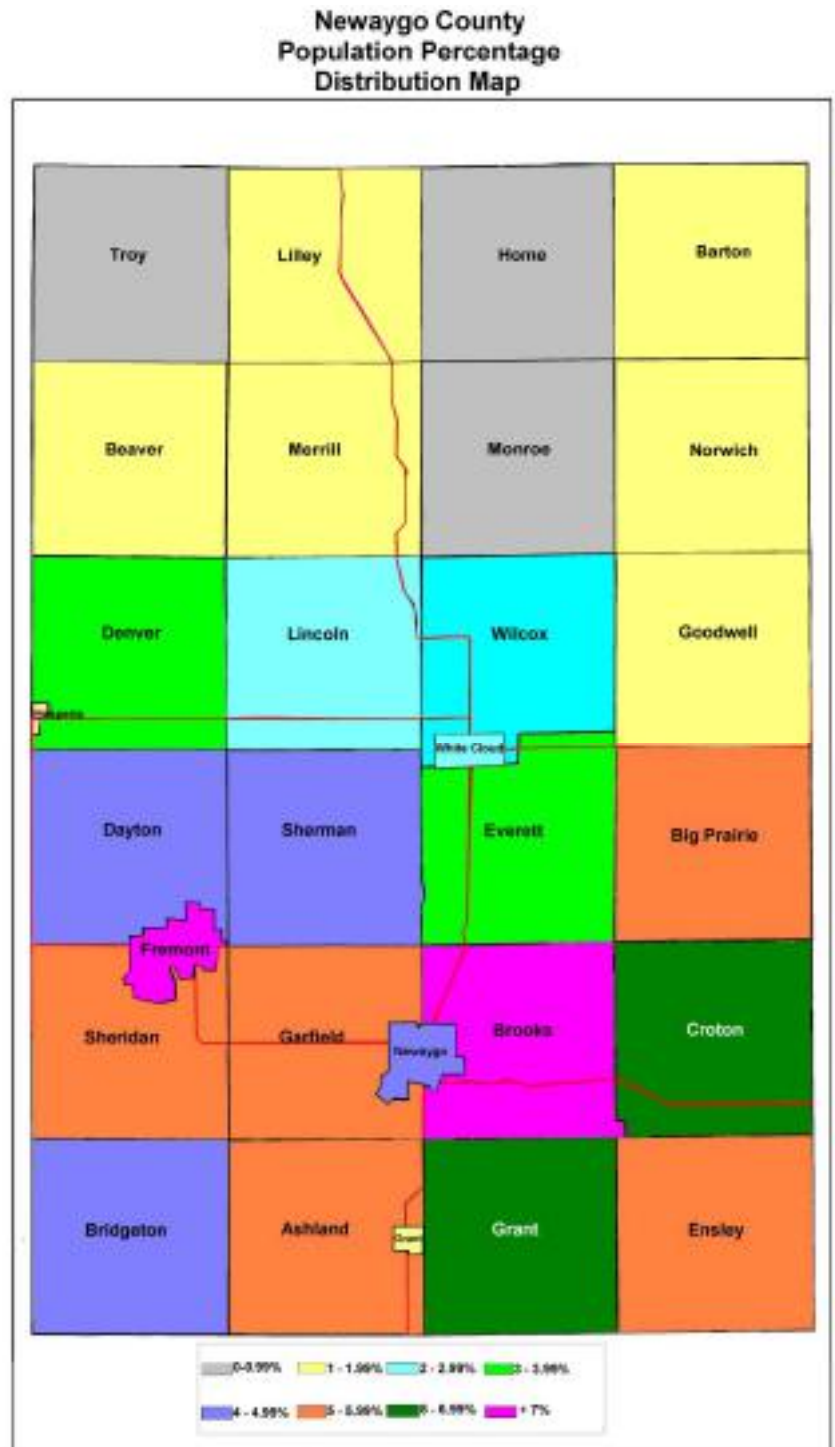 Newaygo County
Population Percentage
Distribution Map
Troy
Lilley
Home
Barton
Beaver
Merrill
Monroe
Norwich
Denver
Lincoln
Wilcox
Goodwell
White Cloud
Dayton
Sherman
Everett
Big Prairie
Fremont
Sheridan
Garfield
Newaygo
Brooks
Croton
Bridgeton
Ashland
Grant
Grant
Ensley
0-0.99% 1 - 1.99% 2 - 2.99% 3 - 3.99%
4 - 4.99% 5 - 5.99% 6 - 6.99% + 7%